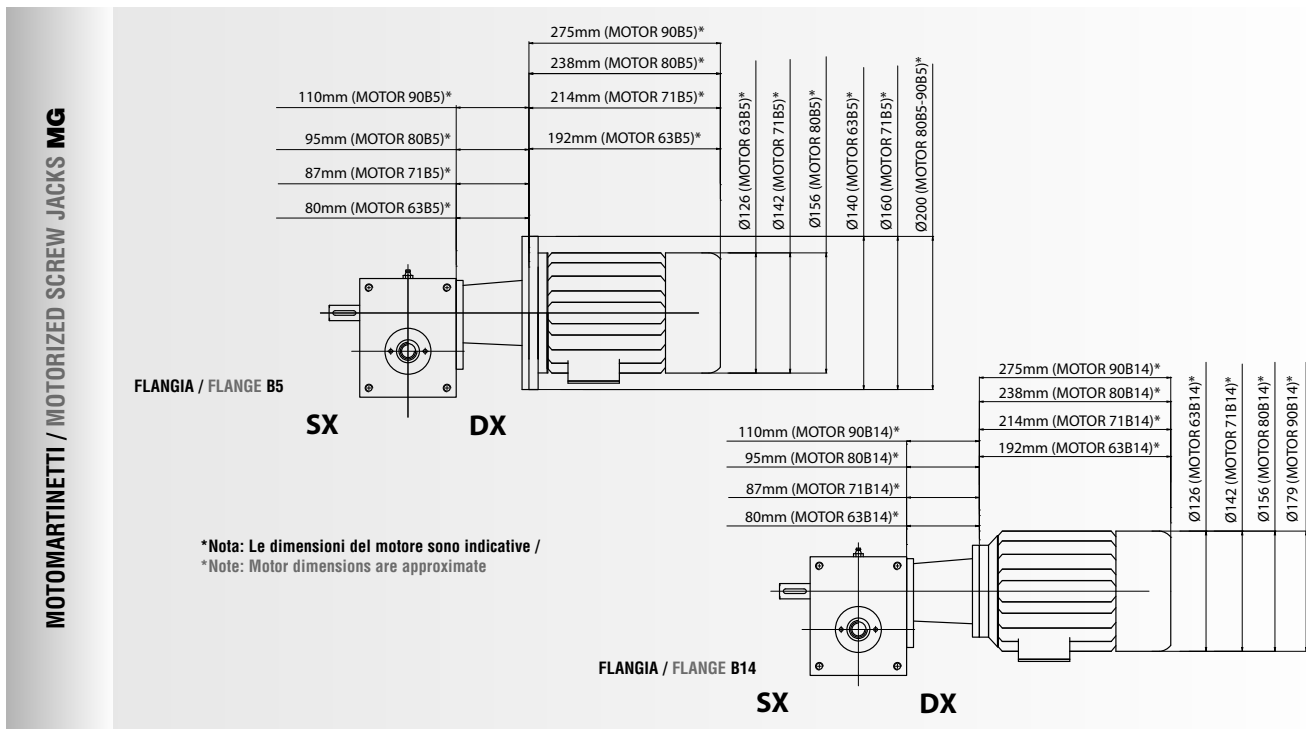 MOTOMARTINETTI / MOTORIZED SCREW JACKS MG
275mm (MOTOR 90B5)*
238mm (MOTOR 80B5)*
110mm (MOTOR 90B5)*
214mm (MOTOR 71B5)*
95mm (MOTOR 80B5)*
192mm (MOTOR 63B5)*
87mm (MOTOR 71B5)*
80mm (MOTOR 63B5)*
Ø126 (MOTOR 63B5)*
Ø142 (MOTOR 71B5)*
Ø156 (MOTOR 80B5)*
Ø140 (MOTOR 63B5)*
Ø160 (MOTOR 71B5)*
Ø200 (MOTOR 80B5-90B5)*
FLANGIA / FLANGE B5
SX
DX
275mm (MOTOR 90B14)*
238mm (MOTOR 80B14)*
214mm (MOTOR 71B14)*
110mm (MOTOR 90B14)*
192mm (MOTOR 63B14)*
95mm (MOTOR 80B14)*
87mm (MOTOR 71B14)*
80mm (MOTOR 63B14)*
Ø126 (MOTOR 63B14)*
Ø142 (MOTOR 71B14)*
Ø156 (MOTOR 80B14)*
Ø179 (MOTOR 90B14)*
*Nota: Le dimensioni del motore sono indicative /
*Note: Motor dimensions are approximate
FLANGIA / FLANGE B14
SX
DX